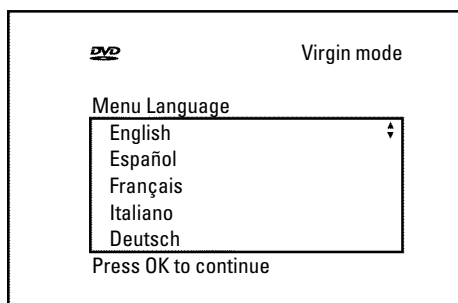 DVD Virgin mode
Menu Language
English
Español
Français
Italiano
Deutsch
Press OK to continue